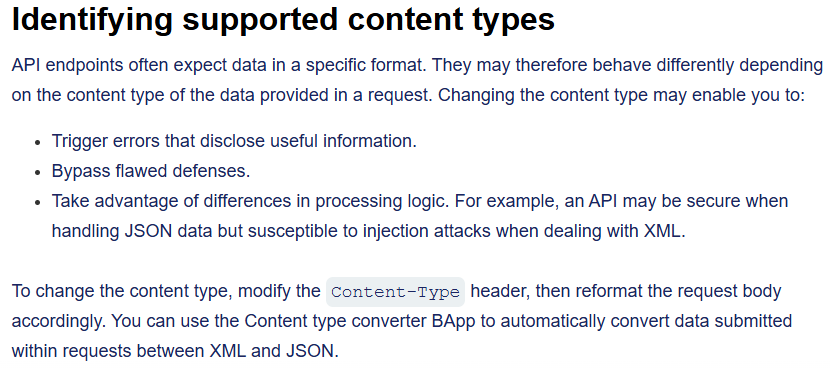 Identifying supported content types
API endpoints often expect data in a specific format. They may therefore behave differently depending
on the content type of the data provided in a request. Changing the content type may enable you to:
• Trigger errors that disclose useful information.
• Bypass flawed defenses.
• Take advantage of differences in processing logic. For example, an API may be secure when
handling JSON data but susceptible to injection attacks when dealing with XML.
To change the content type, modify the Content-Type header, then reformat the request body
accordingly. You can use the Content type converter BApp to automatically convert data submitted
within requests between XML and JSON.